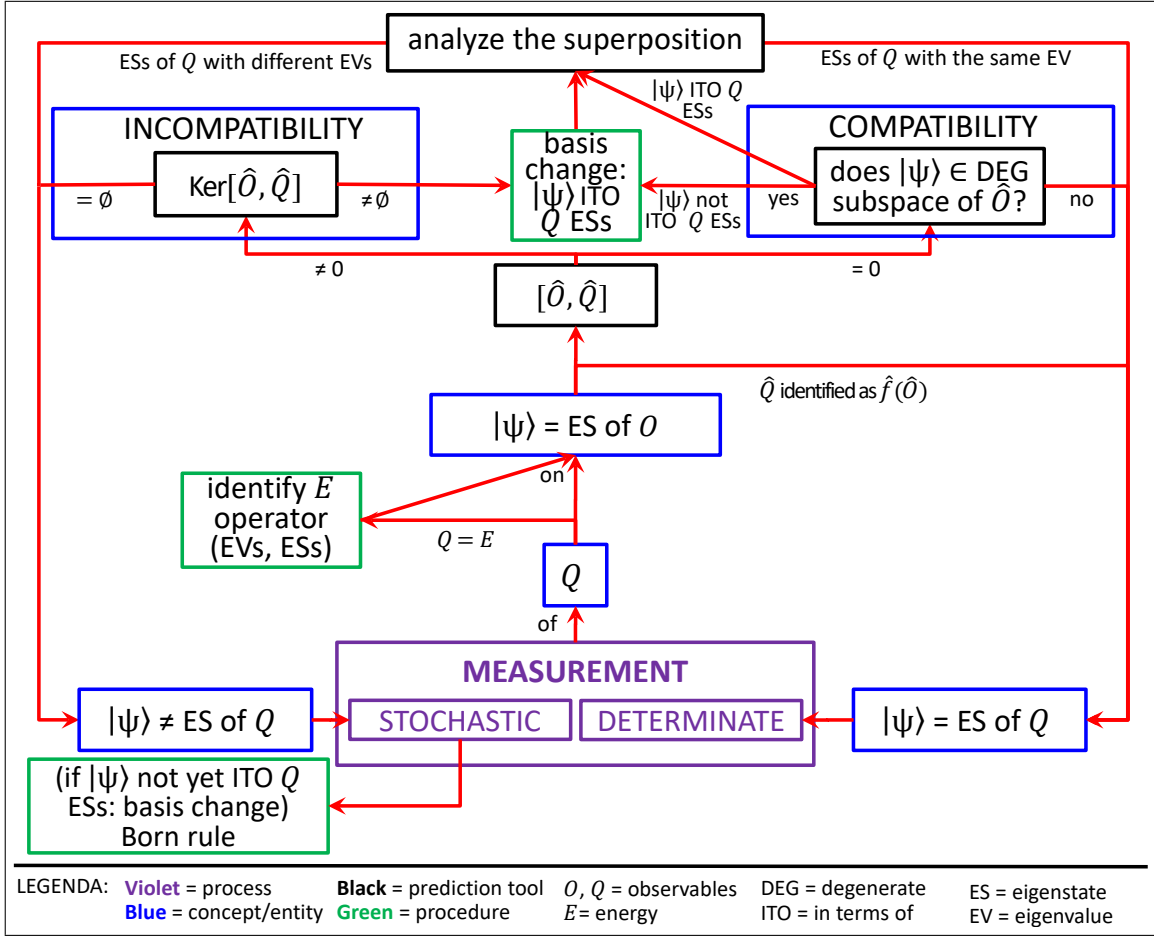 analyze the superposition
ESs of Q with different EVs
ESs of Q with the same EV
|ψ⟩ ITO Q
ESs
INCOMPATIBILITY
COMPATIBILITY
Ker[Ô, Q̂]
= ∅
≠ ∅
basis
change:
|ψ⟩ ITO
Q ESs
|ψ⟩ not
ITO Q ESs
yes
does |ψ⟩ ∈ DEG
subspace of Ô?
no
≠ 0
= 0
[Ô, Q̂]
Q̂ identified as f̂(Ô)
|ψ⟩ = ES of O
on
identify E
operator
(EVs, ESs)
Q = E
Q
of
MEASUREMENT
STOCHASTIC
DETERMINATE
|ψ⟩ ≠ ES of Q
|ψ⟩ = ES of Q
(if |ψ⟩ not yet ITO Q
ESs: basis change)
Born rule
LEGENDA: Violet = process Black = prediction tool O, Q = observables DEG = degenerate ES = eigenstate
Blue = concept/entity Green = procedure E = energy ITO = in terms of EV = eigenvalue